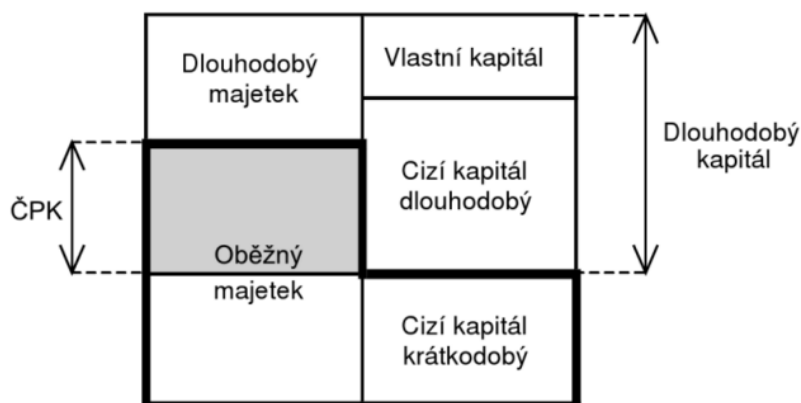 Dlouhodobý
majetek
Vlastní kapitál
Dlouhodobý
kapitál
Cizí kapitál
dlouhodobý
ČPK
Oběžný
majetek
Cizí kapitál
krátkodobý